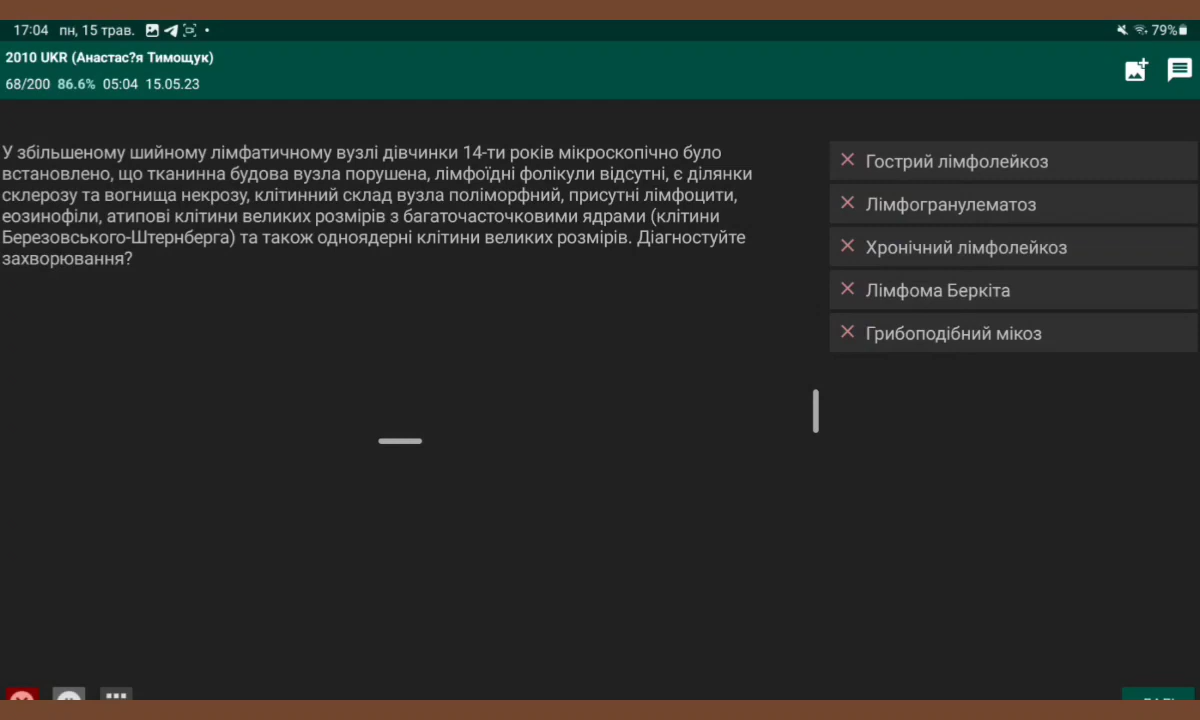 17:04 пн, 15 трав. 79%
2010 UKR (Анастас?я Тимощук)
68/200 86.6% 05:04 15.05.23
У збільшеному шийному лімфатичному вузлі дівчинки 14-ти років мікроскопічно було
встановлено, що тканинна будова вузла порушена, лімфоїдні фолікули відсутні, є ділянки
склерозу та вогнища некрозу, клітинний склад вузла поліморфний, присутні лімфоцити,
еозинофіли, атипові клітини великих розмірів з багаточасточковими ядрами (клітини
Березовського-Штернберга) та також одноядерні клітини великих розмірів. Діагностуйте
захворювання?
Гострий лімфолейкоз
Лімфогранулематоз
Хронічний лімфолейкоз
Лімфома Беркіта
Грибоподібний мікоз